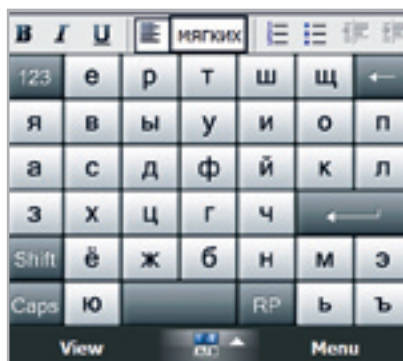 B I U мягких
123 е р т ш щ ←
я в ы у и о п
а с д ф й к л
з х ц г ч
Shift ё ж б н м э
Caps ю RP ь ъ
View Menu